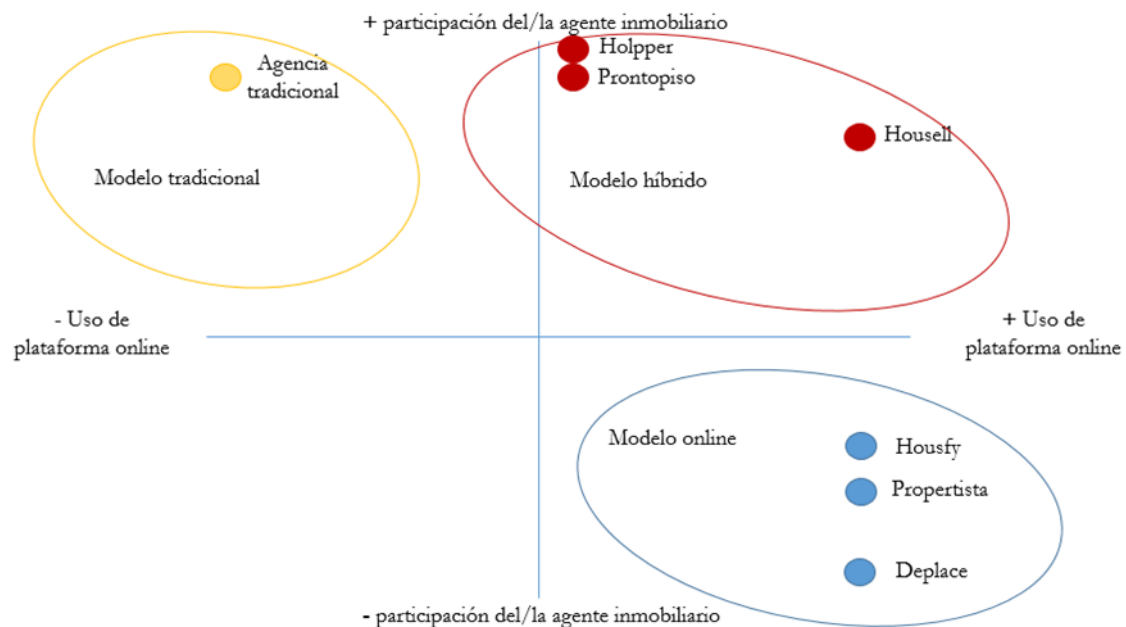 + participación del/la agente inmobiliario
Holpper
Agencia
tradicional
Prontopiso
Housell
Modelo tradicional
Modelo híbrido
- Uso de
plataforma online
+ Uso de
plataforma online
Modelo online
Housfy
Propertista
Deplace
- participación del/la agente inmobiliario